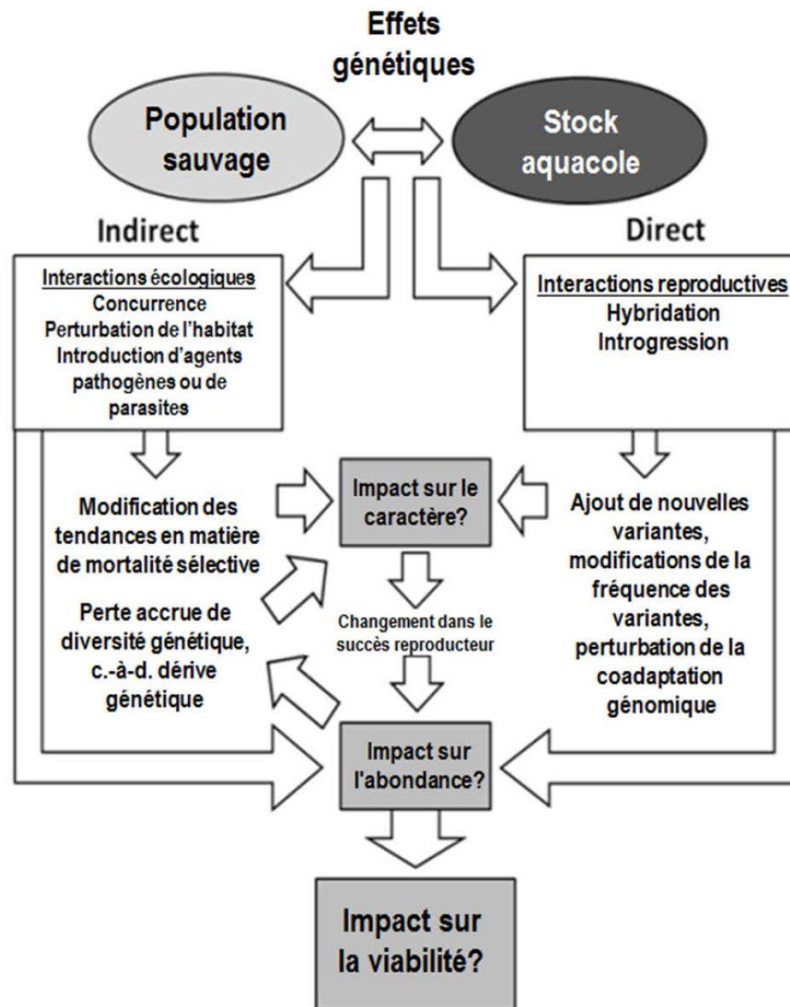 Effets
génétiques
Population
sauvage
Stock
aquacole
Indirect
Direct
Interactions écologiques
Concurrence
Perturbation de l'habitat
Introduction d'agents
pathogènes ou de
parasites
Interactions reproductives
Hybridation
Introgression
Modification des
tendances en matière
de mortalité sélective
Perte accrue de
diversité génétique,
c.-à-d. dérive
génétique
Impact sur le
caractère?
Changement dans le
succès reproducteur
Ajout de nouvelles
variantes,
modifications de la
fréquence des
variantes,
perturbation de la
coadaptation
génomique
Impact sur
l'abondance?
Impact sur
la viabilité?